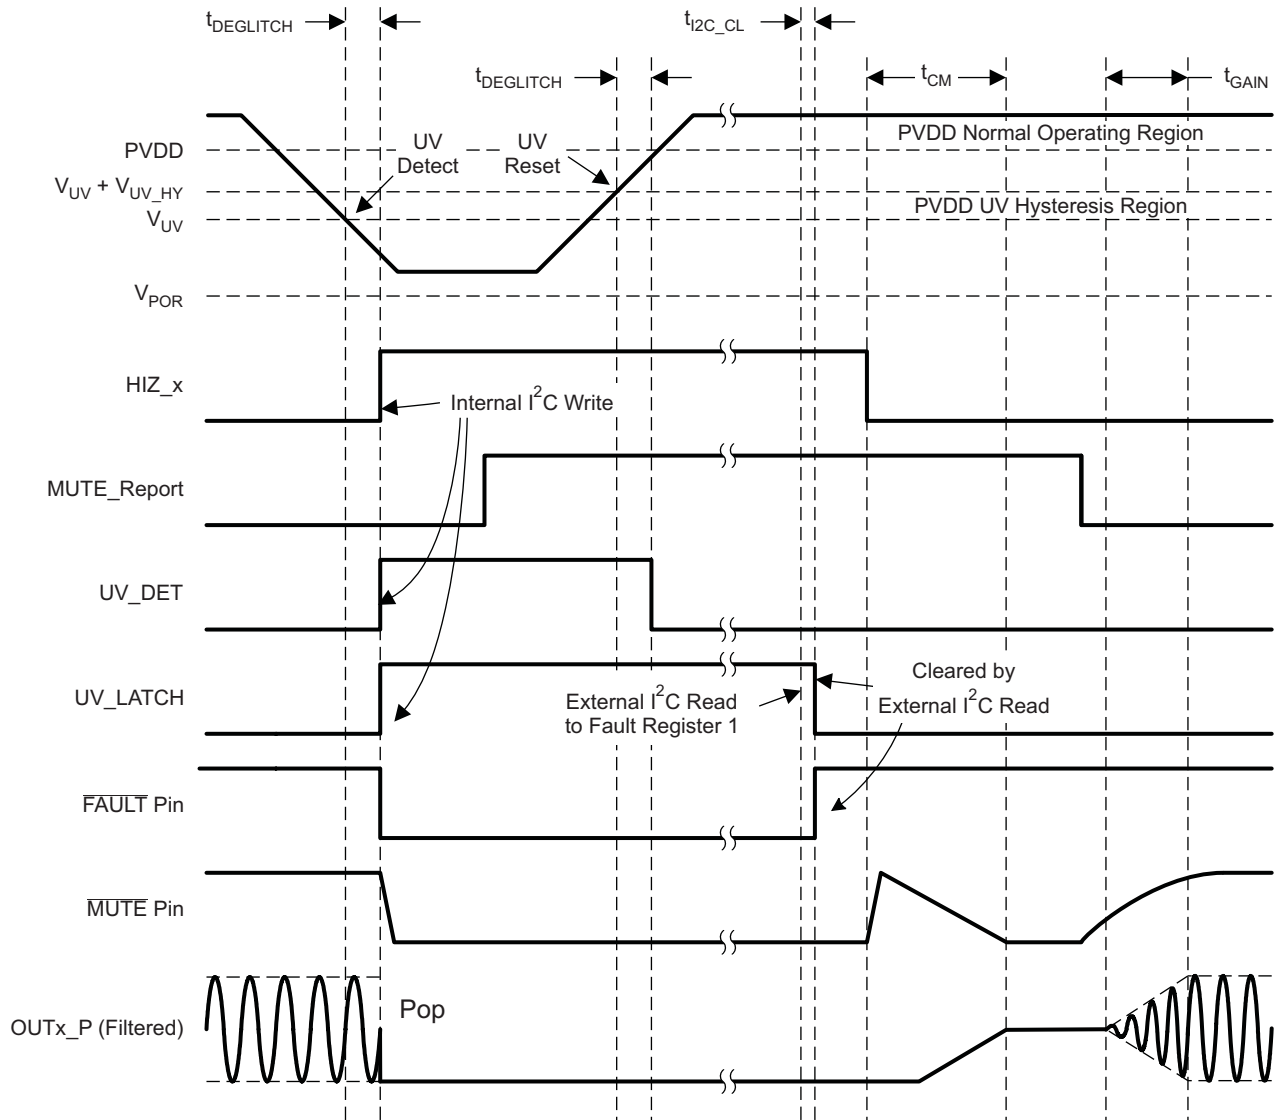 tDEGLITCH
tI2C_CL
tDEGLITCH
tCM
tGAIN
PVDD Normal Operating Region
PVDD
UV
Detect
UV
Reset
VUV + VUV_HY
PVDD UV Hysteresis Region
VUV
VPOR
HIZ_x
Internal I2C Write
MUTE_Report
UV_DET
UV_LATCH
External I2C Read
to Fault Register 1
Cleared by
External I2C Read
FAULT Pin
MUTE Pin
Pop
OUTx_P (Filtered)